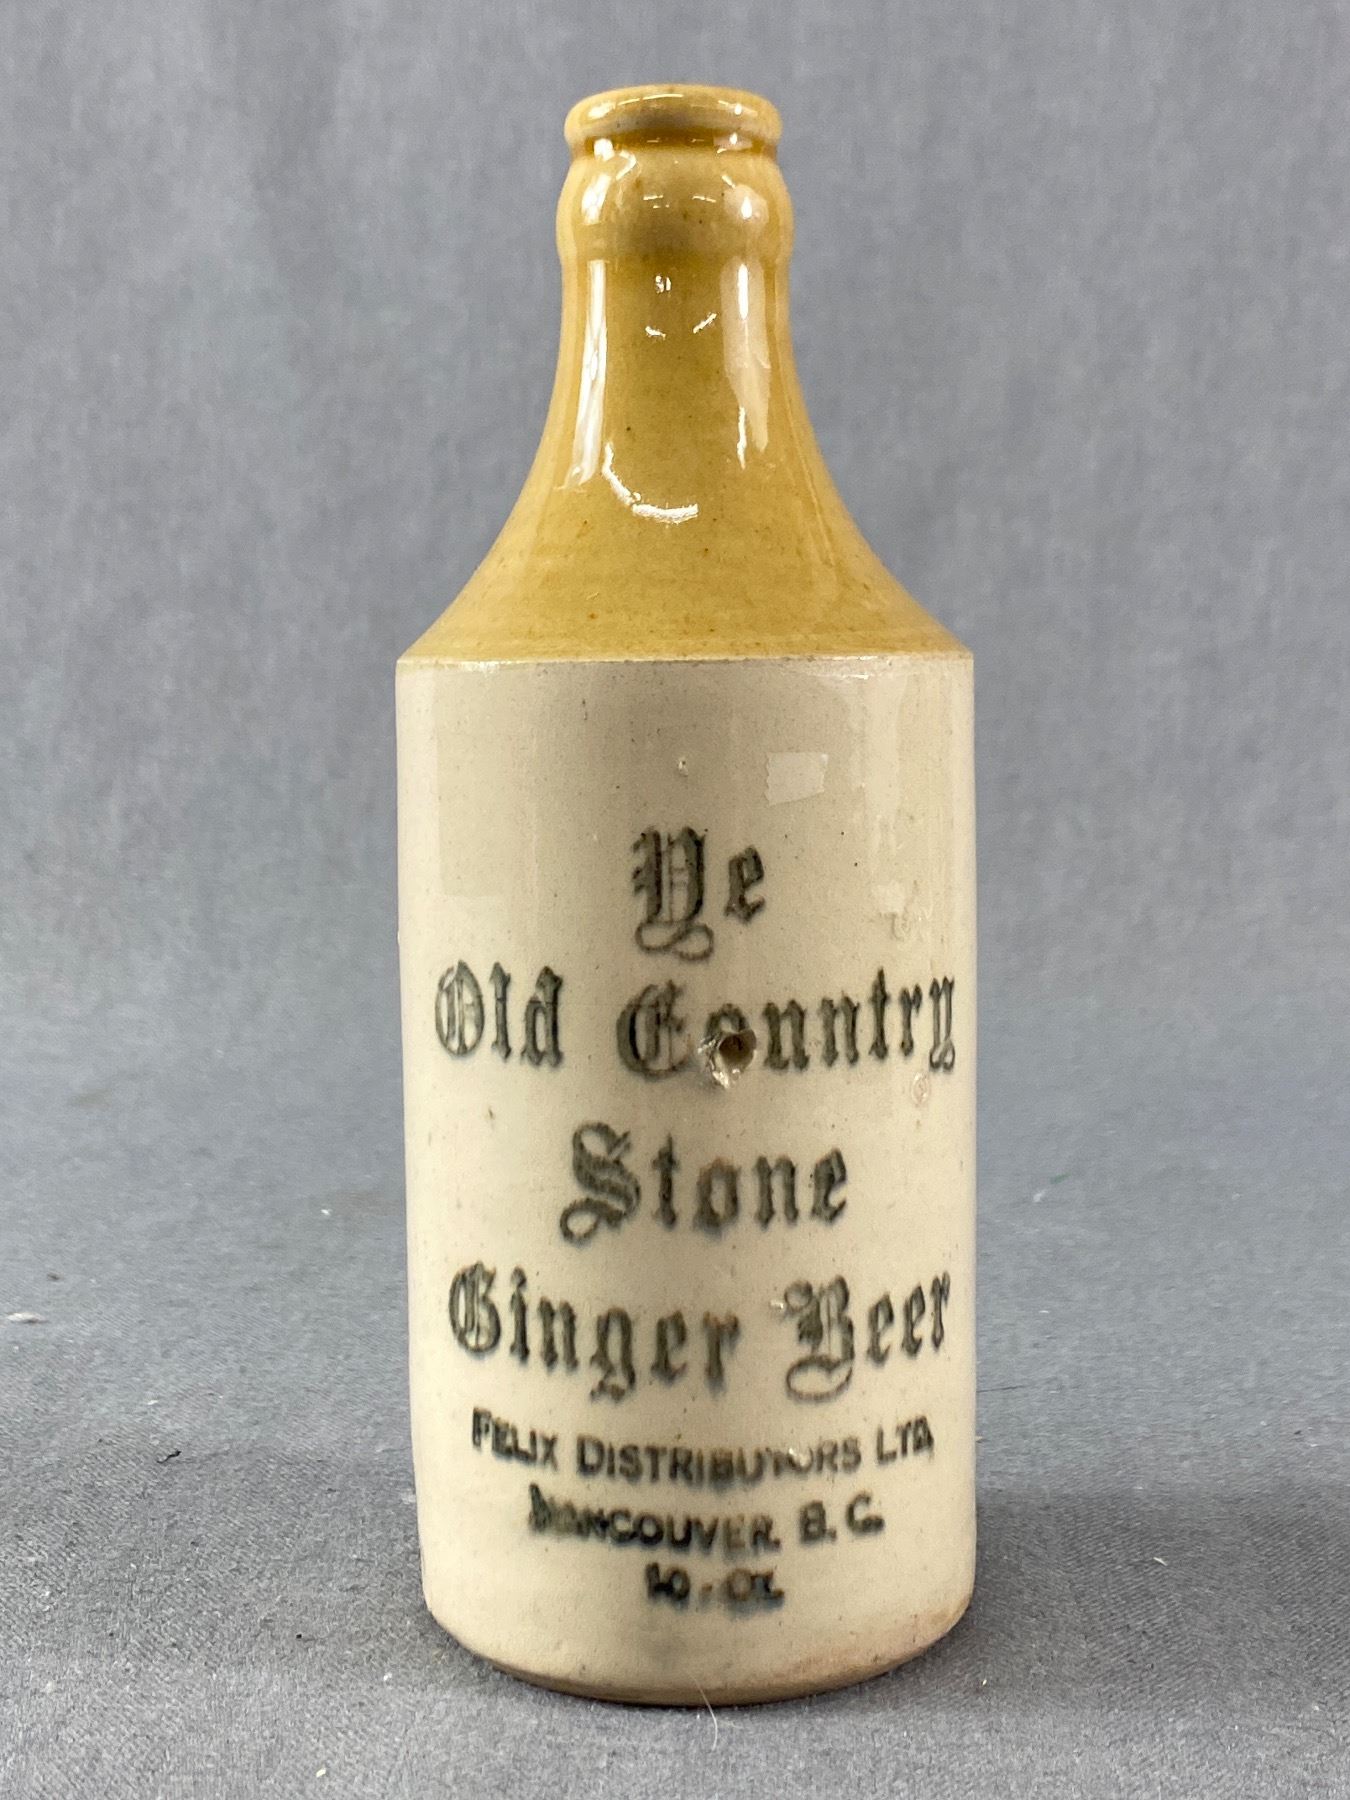 Ye
Old Country
Stone
Ginger Beer
FELIX DISTRIBUTORS LTD,
VANCOUVER, B. C.
10 - OZ.